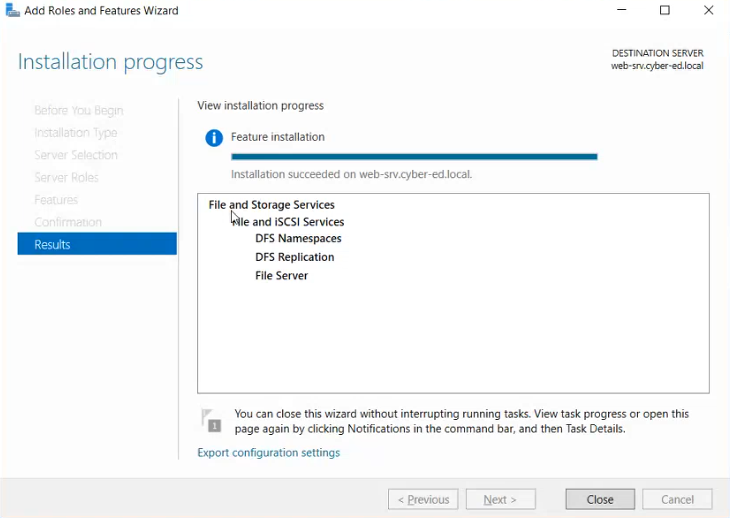 Add Roles and Features Wizard
Installation progress
DESTINATION SERVER
web-srv.cyber-ed.local
Before You Begin
Installation Type
Server Selection
Server Roles
Features
Confirmation
Results
View installation progress
Feature installation
Installation succeeded on web-srv.cyber-ed.local.
File and Storage Services
File and iSCSI Services
DFS Namespaces
DFS Replication
File Server
1
You can close this wizard without interrupting running tasks. View task progress or open this
page again by clicking Notifications in the command bar, and then Task Details.
Export configuration settings
< Previous
Next >
Close
Cancel